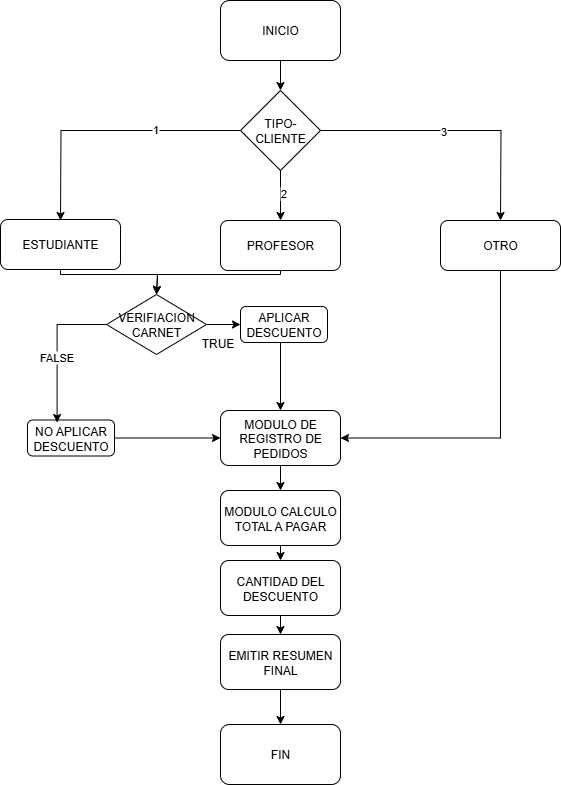 INICIO
TIPO-
CLIENTE
1
3
2
ESTUDIANTE
PROFESOR
OTRO
VERIFIACION
CARNET
APLICAR
DESCUENTO
TRUE
FALSE
NO APLICAR
DESCUENTO
MODULO DE
REGISTRO DE
PEDIDOS
MODULO CALCULO
TOTAL A PAGAR
CANTIDAD DEL
DESCUENTO
EMITIR RESUMEN
FINAL
FIN